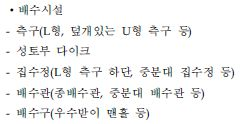 • 배수시설
- 측구(L형, 덮개있는 U형 측구 등)
- 성토부 다이크
- 집수정(L형 측구 하단, 중분대 집수정 등)
- 배수관(종배수관, 중분대 배수관 등)
- 배수구(우수받이 맨홀 등)